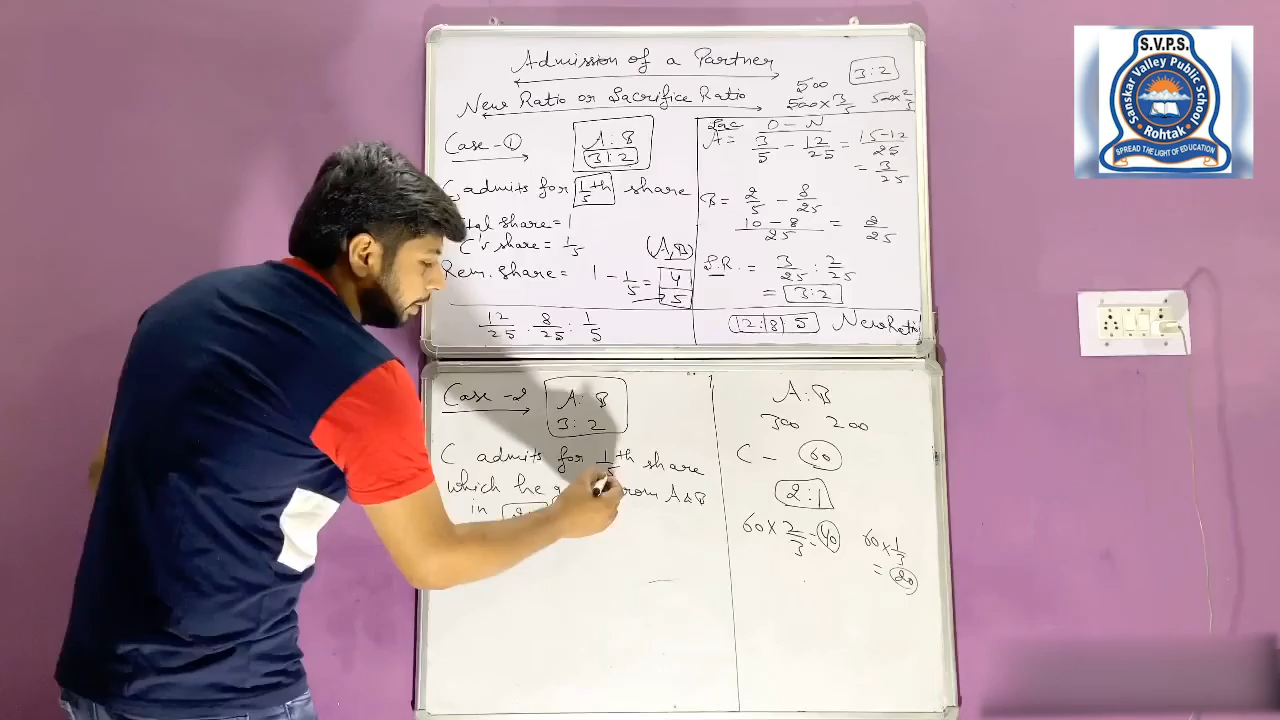 Admission of a Partner
New Ratio or Sacrifice Ratio
500
3:2
500 × 3/5
500 × 2/5
Case-1
A : B
3 : 2
C admits for 1/5 th share
Total share = 1
C's share = 1/5
(A, B)
Rem. share = 1 - 1/5 = 4/5
12/25 : 8/25 : 1/5
Sac O - N
A = 3/5 - 12/25 = 15-12/25
= 3/25
B = 2/5 - 8/25
10 - 8/25 = 2/25
S.R. = 3/25 : 2/25
= 3:2
12:8:5 New Ratio
Case -2
A : B
3 : 2
C admits for 1/5 th share
which he from A & B
in
A : B
300 200
C - 60
2:1
60 × 2/3 = 40
60 × 1/3
= 20
S.V.P.S.
Sanskar Valley Public School
Rohtak
SPREAD THE LIGHT OF EDUCATION